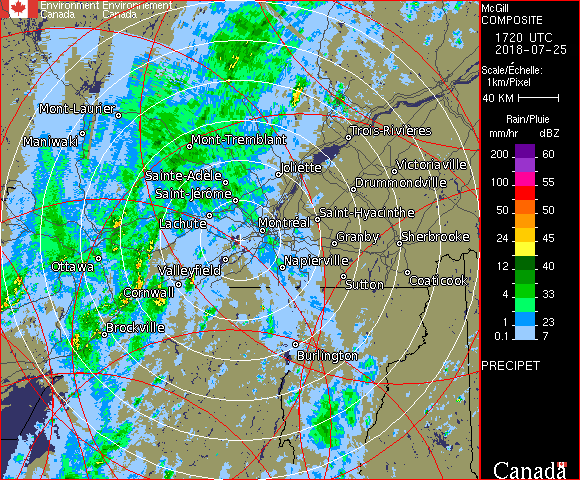 Environment Environnement
Canada Canada
McGill
COMPOSITE
1720 UTC
2018-07-25
Scale/Échelle:
1km/Pixel
40 KM
Rain/Pluie
mm/hr dBZ
200 60
100 55
50 50
24 45
12 40
4 33
1 23
0.1 7
PRECIPET
Canada
Mont-Laurier
Maniwaki
Mont-Tremblant
Trois-Rivières
Victoriaville
Joliette
Sainte-Adèle
Drummondville
Saint-Jérôme
Lachute
Montréal
Saint-Hyacinthe
Granby
Sherbrooke
Ottawa
Valleyfield
Napierville
Sutton
Coaticook
Cornwall
Brockville
Burlington